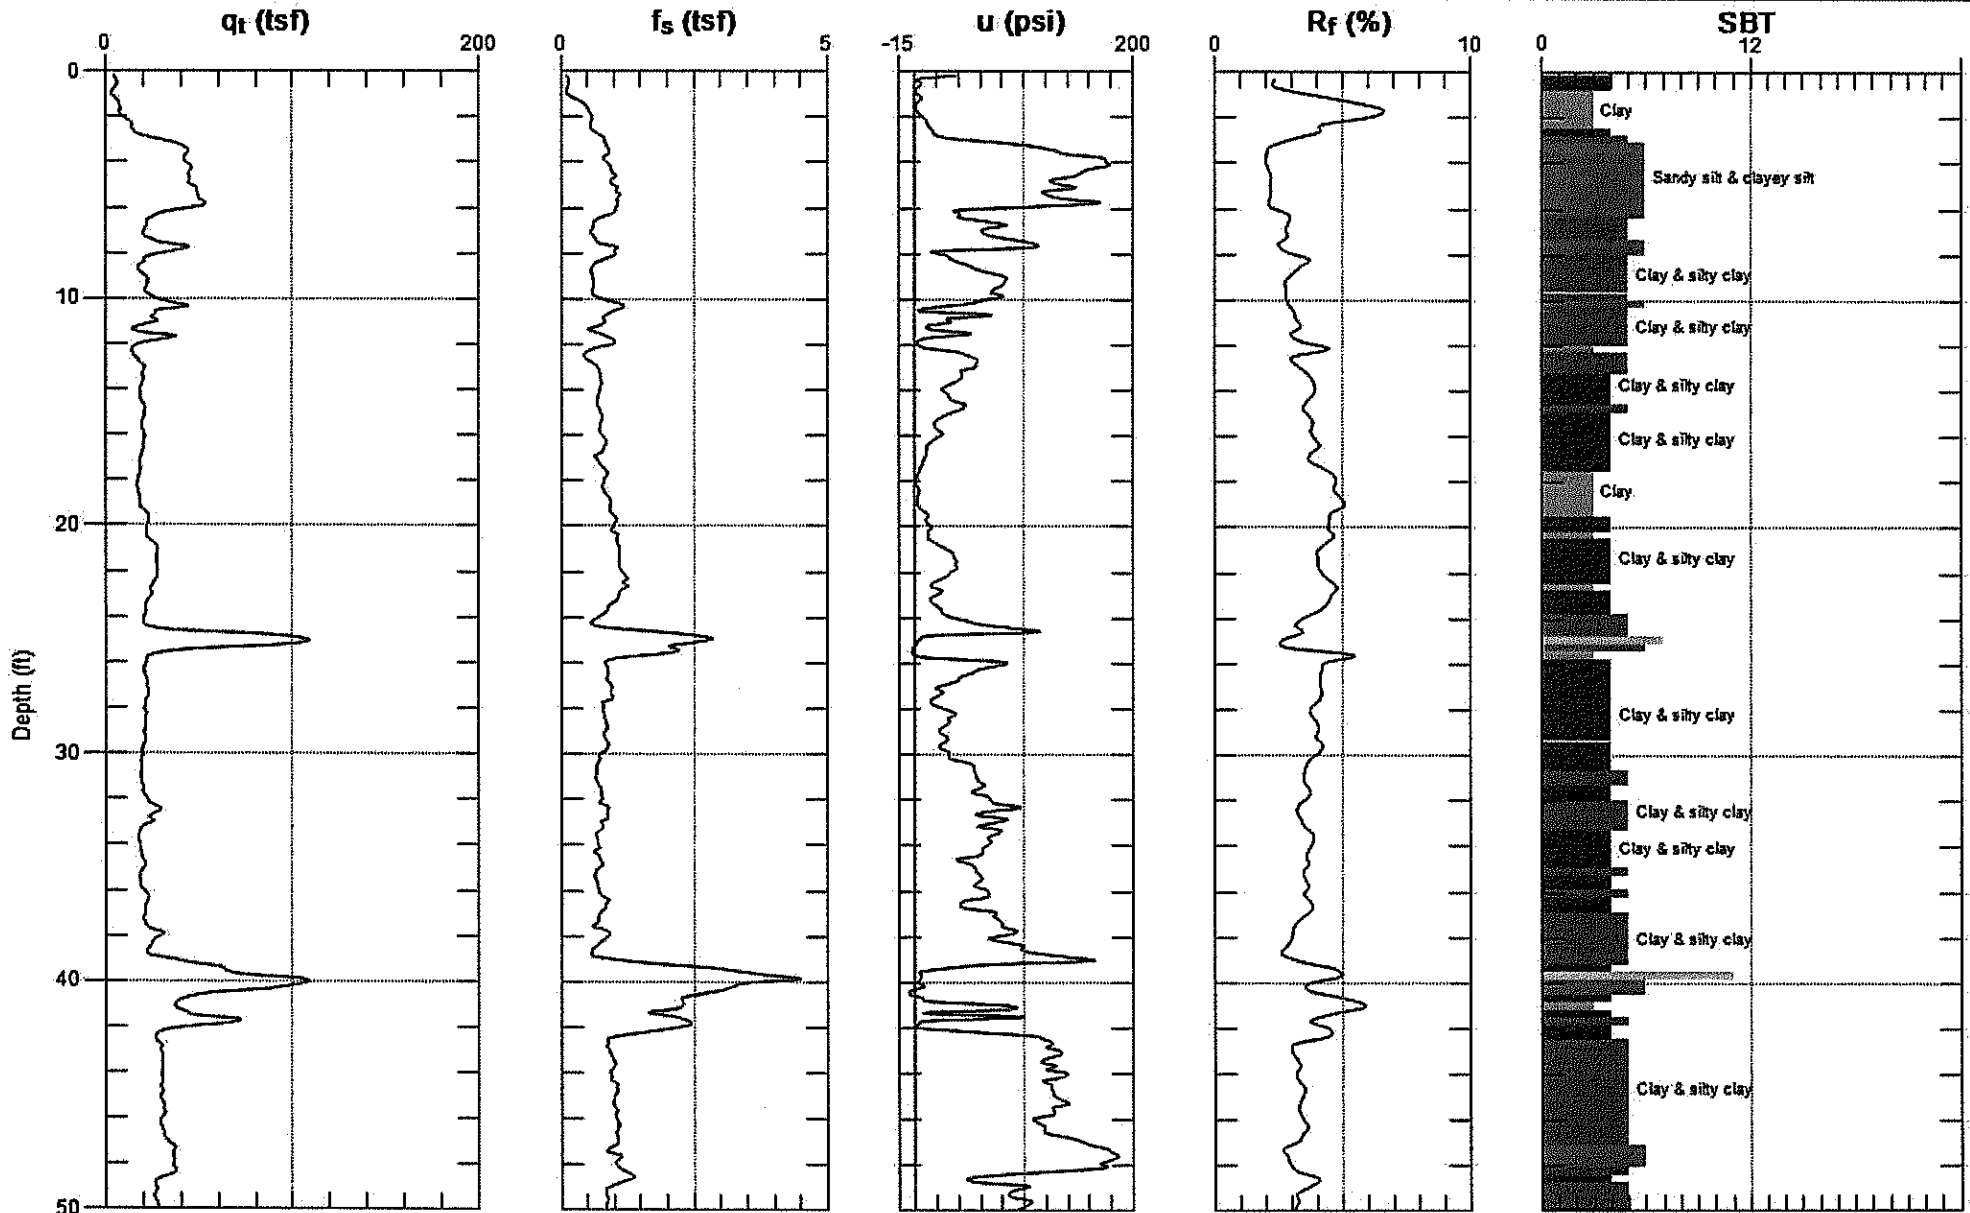 qt (tsf)
fs (tsf)
u (psi)
Rf (%)
SBT
0 200
0 5
-15 200
0 10
0 12
0
Clay
Sandy silt & clayey silt
Clay & silty clay
10
Clay & silty clay
Clay & silty clay
Clay & silty clay
Clay
20
Clay & silty clay
Depth (ft)
Clay & silty clay
30
Clay & silty clay
Clay & silty clay
Clay & silty clay
40
Clay & silty clay
50